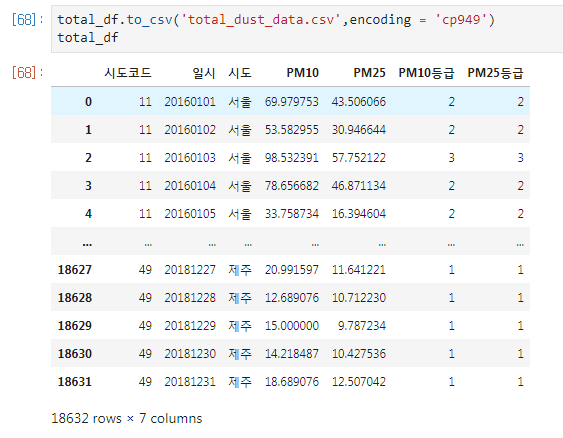 [68]: total_df.to_csv('total_dust_data.csv',encoding = 'cp949')
total_df
[68]: 시도코드 일시 시도 PM10 PM25 PM10등급 PM25등급
0 11 20160101 서울 69.979753 43.506066 2 2
1 11 20160102 서울 53.582955 30.946644 2 2
2 11 20160103 서울 98.532391 57.752122 3 3
3 11 20160104 서울 78.656682 46.871134 2 2
4 11 20160105 서울 33.758734 16.394604 2 2
... ... ... ... ... ... ... ...
18627 49 20181227 제주 20.991597 11.641221 1 1
18628 49 20181228 제주 12.689076 10.712230 1 1
18629 49 20181229 제주 15.000000 9.787234 1 1
18630 49 20181230 제주 14.218487 10.427536 1 1
18631 49 20181231 제주 18.689076 12.507042 1 1
18632 rows × 7 columns